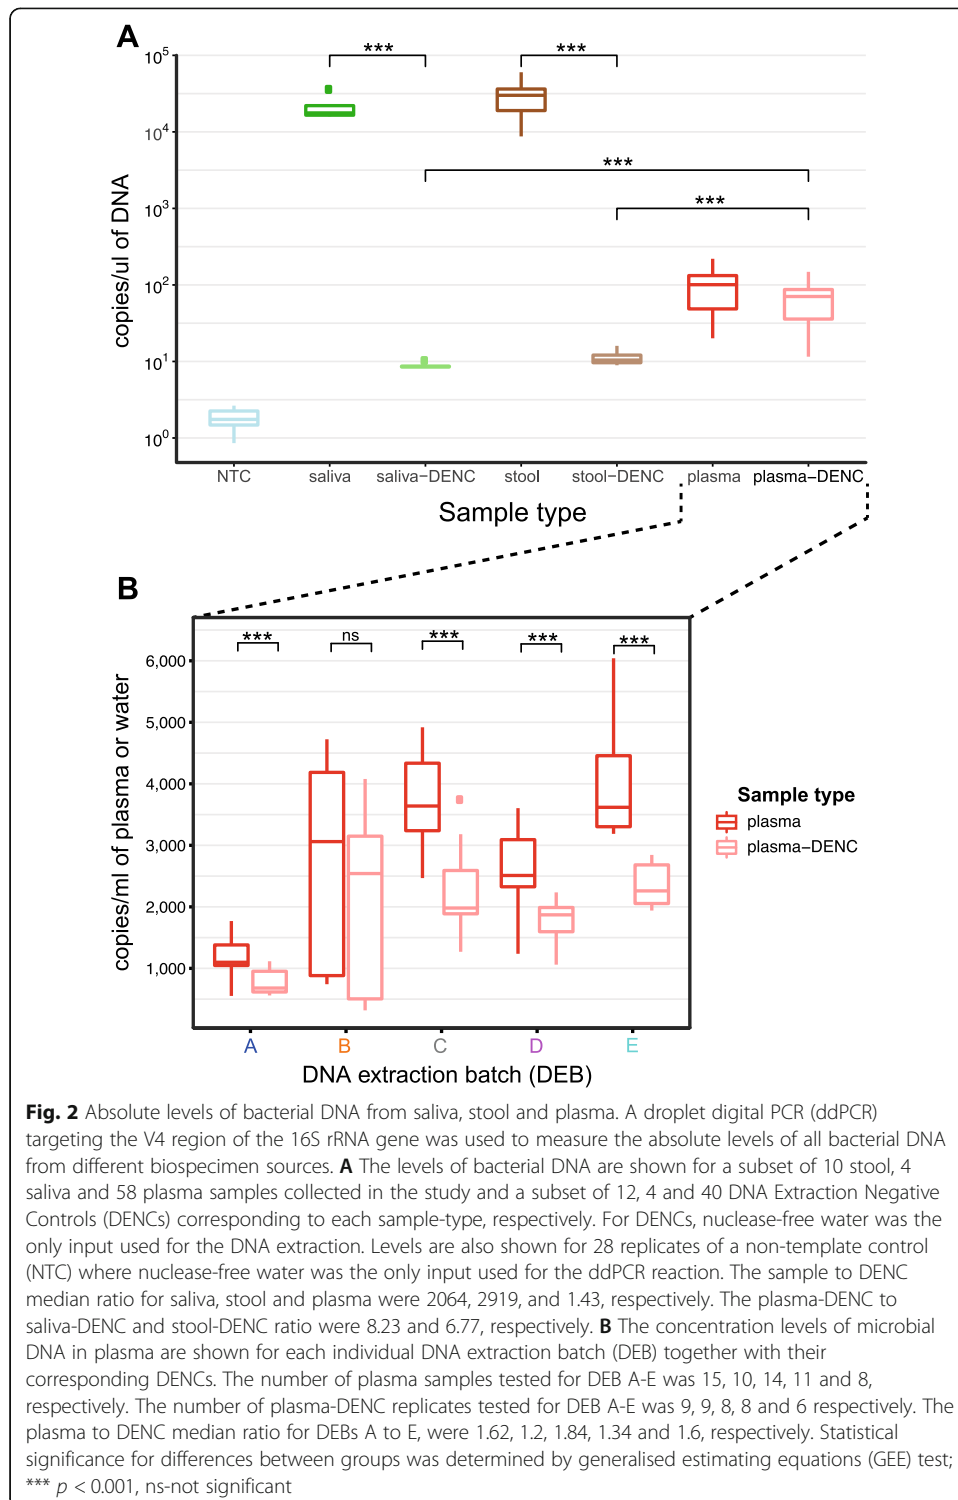 A
10⁵
10⁴
10³
10²
10¹
10⁰
copies/ul of DNA
***
***
***
***
NTC saliva saliva−DENC stool stool−DENC plasma plasma−DENC
Sample type
B
6,000
5,000
4,000
3,000
2,000
1,000
copies/ml of plasma or water
*** ns *** *** ***
A B C D E
DNA extraction batch (DEB)
Sample type
plasma
plasma−DENC
Fig. 2 Absolute levels of bacterial DNA from saliva, stool and plasma. A droplet digital PCR (ddPCR)
targeting the V4 region of the 16S rRNA gene was used to measure the absolute levels of all bacterial DNA
from different biospecimen sources. A The levels of bacterial DNA are shown for a subset of 10 stool, 4
saliva and 58 plasma samples collected in the study and a subset of 12, 4 and 40 DNA Extraction Negative
Controls (DENCs) corresponding to each sample-type, respectively. For DENCs, nuclease-free water was the
only input used for the DNA extraction. Levels are also shown for 28 replicates of a non-template control
(NTC) where nuclease-free water was the only input used for the ddPCR reaction. The sample to DENC
median ratio for saliva, stool and plasma were 2064, 2919, and 1.43, respectively. The plasma-DENC to
saliva-DENC and stool-DENC ratio were 8.23 and 6.77, respectively. B The concentration levels of microbial
DNA in plasma are shown for each individual DNA extraction batch (DEB) together with their
corresponding DENCs. The number of plasma samples tested for DEB A-E was 15, 10, 14, 11 and 8,
respectively. The number of plasma-DENC replicates tested for DEB A-E was 9, 9, 8, 8 and 6 respectively. The
plasma to DENC median ratio for DEBs A to E, were 1.62, 1.2, 1.84, 1.34 and 1.6, respectively. Statistical
significance for differences between groups was determined by generalised estimating equations (GEE) test;
*** p < 0.001, ns-not significant